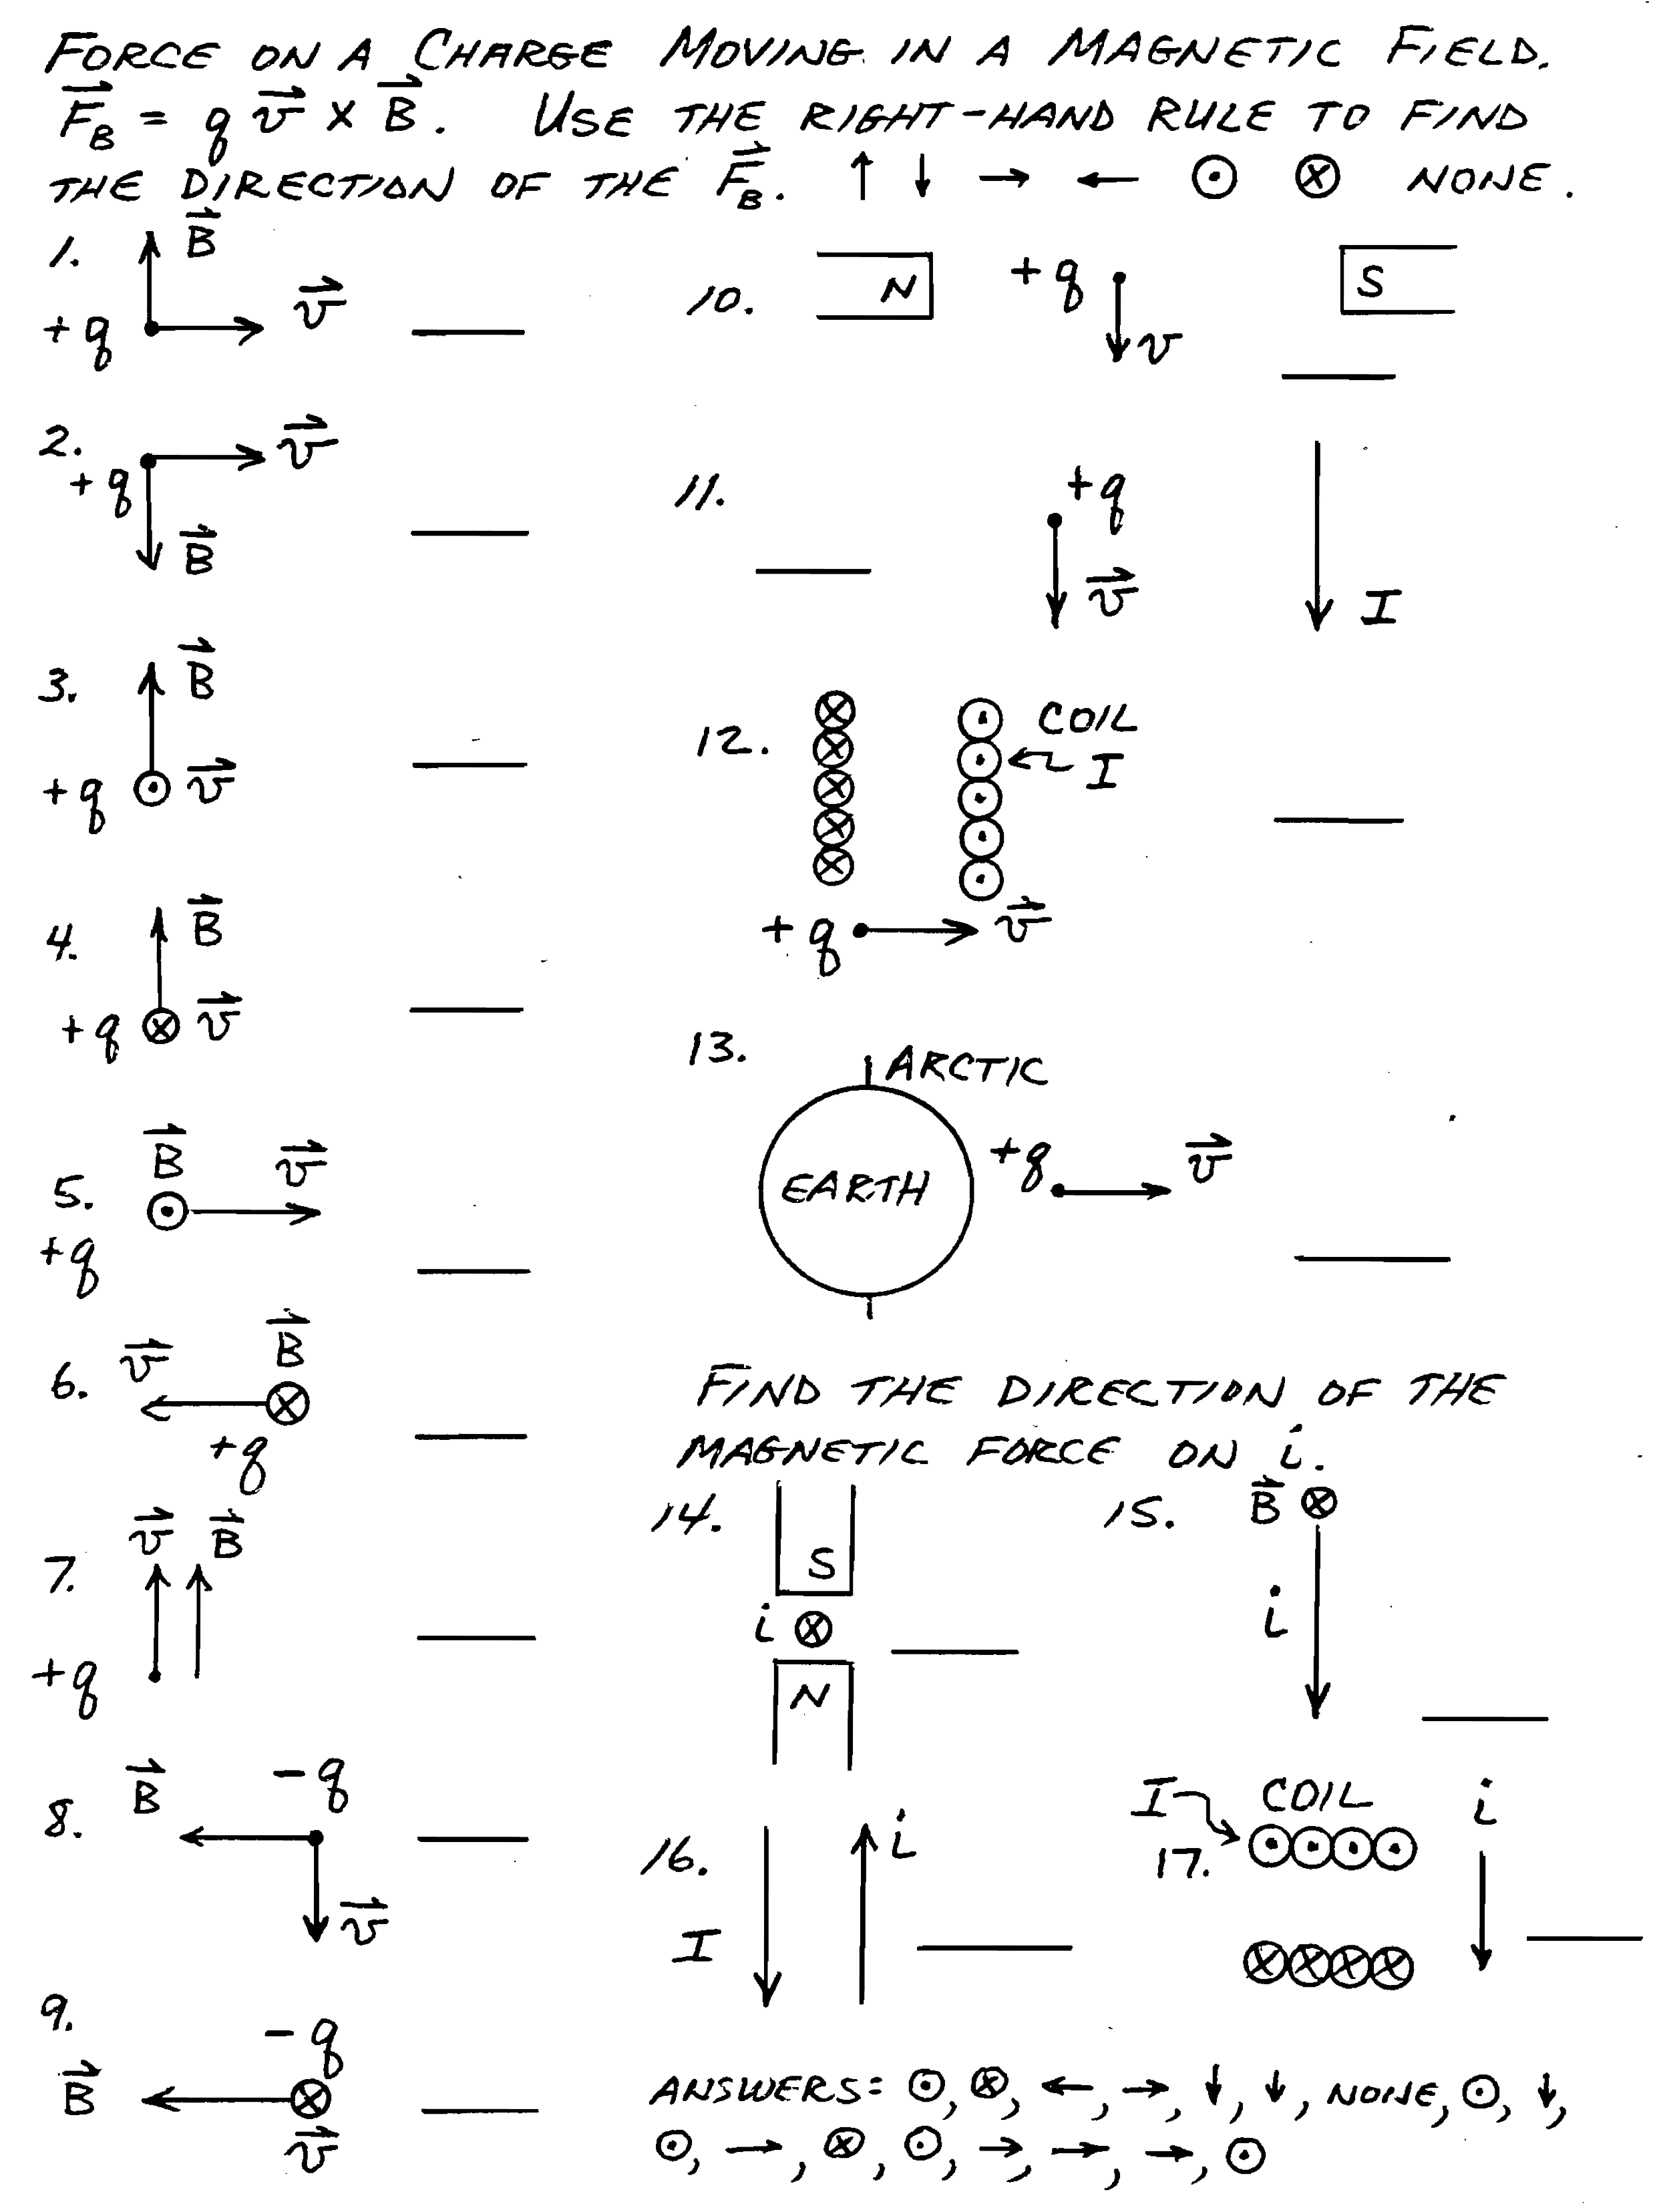 FORCE ON A CHARGE MOVING IN A MAGNETIC FIELD.
F_B = q v x B. USE THE RIGHT-HAND RULE TO FIND
THE DIRECTION OF THE F_B. ↑ ↓ → ← ⊙ ⊗ NONE.
1. B
+q v
2. v
+q
B
3. B
+q ⊙ v
4. B
+q ⊗ v
5. B v
⊙
+q
6. v B
⊗
+q
7. v B
+q
8. B -q
v
9. -q
B ⊗
v
10. N +q v S
11. +q
v I
12. ⊗ ⊙ COIL
⊗ ⊙ I
⊗ ⊙
⊗ ⊙
⊗ ⊙
+q v
13. ARCTIC
EARTH +q v
FIND THE DIRECTION OF THE
MAGNETIC FORCE ON i.
14. S
i ⊗
N
15. B ⊗
i
16. i
I
I COIL i
17. ⊙⊙⊙⊙
⊗⊗⊗⊗
ANSWERS: ⊙, ⊗, ←, →, ↓, ↓, NONE, ⊙, ↓,
⊙, →, ⊗, ⊙, →, →, →, ⊙